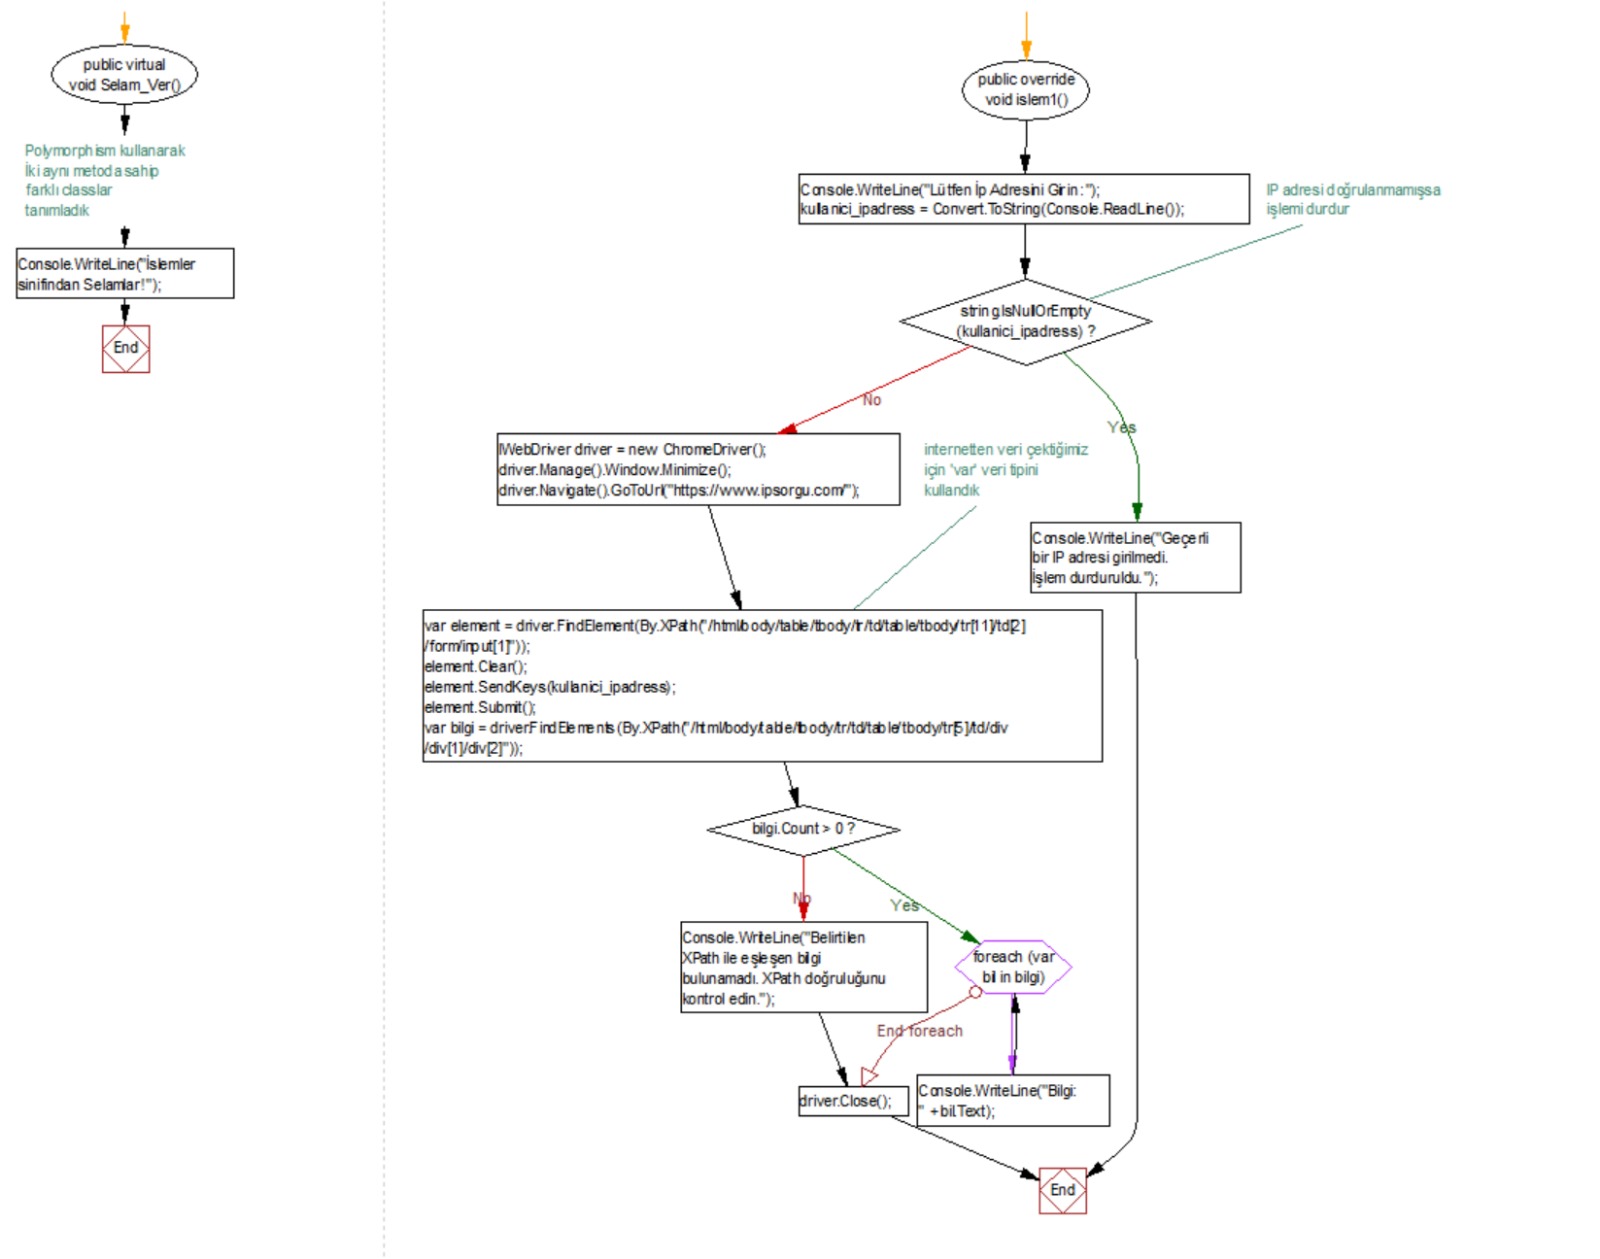 public virtual
void Selam_Ver()
Polymorphism kullanarak
İki aynı metoda sahip
farklı classlar
tanımladık
Console.WriteLine("İslemler
sinifindan Selamlar!");
End
public override
void islem1()
Console.WriteLine("Lütfen İp Adresini Girin:");
kullanici_ipadress = Convert.ToString(Console.ReadLine());
IP adresi doğrulanmamışsa
işlemi durdur
string.IsNullOrEmpty
(kullanici_ipadress) ?
No
Yes
IWebDriver driver = new ChromeDriver();
driver.Manage().Window.Minimize();
driver.Navigate().GoToUrl("https://www.ipsorgu.com/");
internetten veri çektiğimiz
için 'var' veri tipini
kullandık
Console.WriteLine("Geçerli
bir IP adresi girilmedi.
İşlem durduruldu.");
var element = driver.FindElement(By.XPath("/html/body/table/tbody/tr/td/table/tbody/tr[11]/td[2]
/form/input[1]"));
element.Clear();
element.SendKeys(kullanici_ipadress);
element.Submit();
var bilgi = driver.FindElements(By.XPath("/html/body/table/tbody/tr/td/table/tbody/tr[5]/td/div
/div[1]/div[2]"));
bilgi.Count > 0 ?
No
Yes
Console.WriteLine("Belirtilen
XPath ile eşleşen bilgi
bulunamadı. XPath doğruluğunu
kontrol edin.");
foreach (var
bil in bilgi)
End foreach
driver.Close();
Console.WriteLine("Bilgi:
" + bil.Text);
End